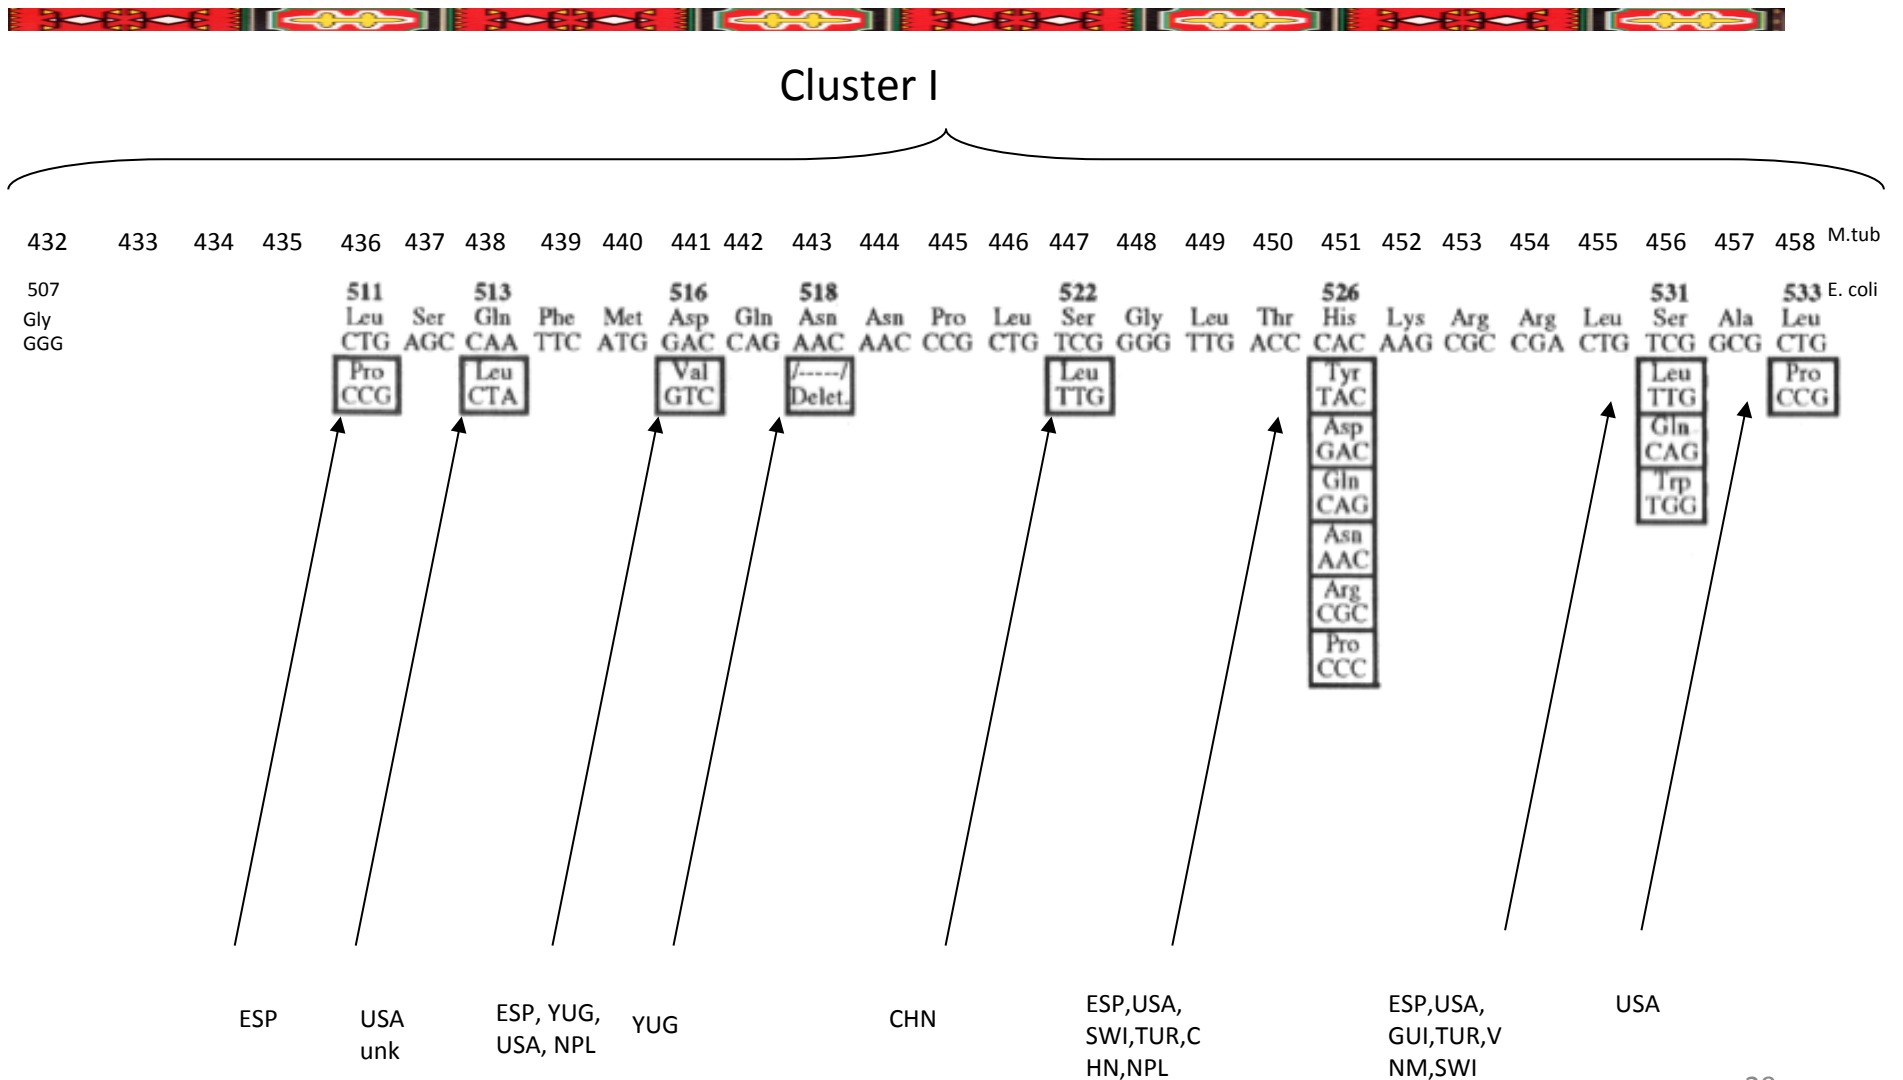 Cluster I
432 433 434 435 436 437 438 439 440 441 442 443 444 445 446 447 448 449 450 451 452 453 454 455 456 457 458 M.tub
507 511 513 516 518 522 526 531 533 E. coli
Gly Leu Ser Gln Phe Met Asp Gln Asn Asn Pro Leu Ser Gly Leu Thr His Lys Arg Arg Leu Ser Ala Leu
GGG CTG AGC CAA TTC ATG GAC CAG AAC AAC CCG CTG TCG GGG TTG ACC CAC AAG CGC CGA CTG TCG GCG CTG
Pro Leu Val /-----/ Leu Tyr Leu Pro
CCG CTA GTC Delet. TTG TAC TTG CCG
Asp Gln
GAC CAG
Gln Trp
CAG TGG
Asn
AAC
Arg
CGC
Pro
CCC
ESP
USA
unk
ESP, YUG,
USA, NPL
YUG
CHN
ESP,USA,
SWI,TUR,C
HN,NPL
ESP,USA,
GUI,TUR,V
NM,SWI
USA